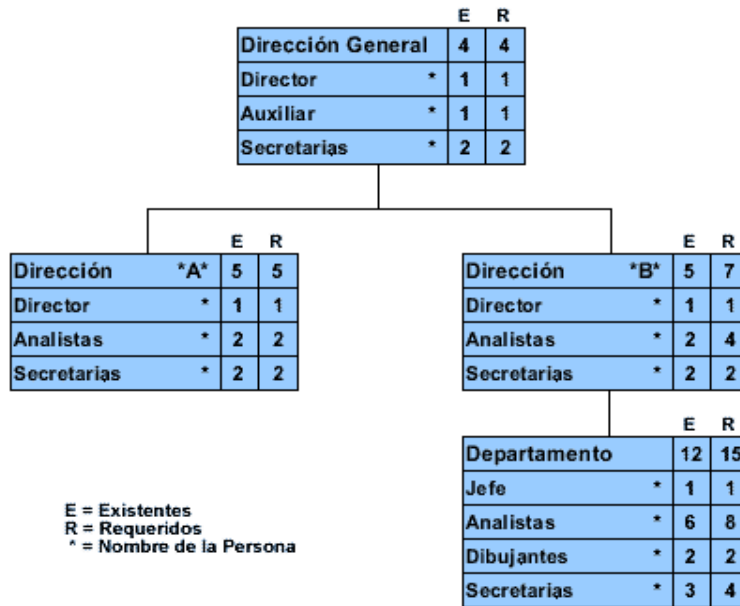 E R
Dirección General 4 4
Director * 1 1
Auxiliar * 1 1
Secretarias * 2 2
E R
Dirección *A* 5 5
Director * 1 1
Analistas * 2 2
Secretarias * 2 2
E R
Dirección *B* 5 7
Director * 1 1
Analistas * 2 4
Secretarias * 2 2
E R
Departamento 12 15
Jefe * 1 1
Analistas * 6 8
Dibujantes * 2 2
Secretarias * 3 4
E = Existentes
R = Requeridos
* = Nombre de la Persona